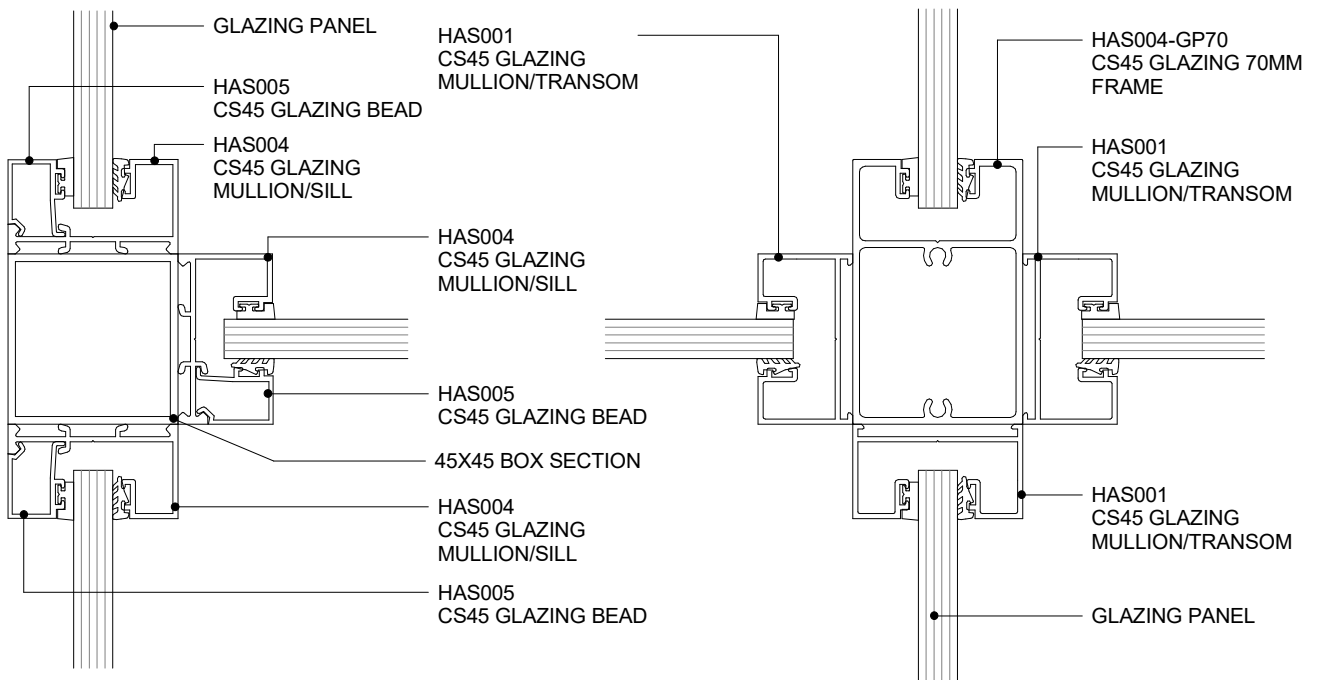 GLAZING PANEL
HAS005
CS45 GLAZING BEAD
HAS004
CS45 GLAZING
MULLION/SILL
HAS001
CS45 GLAZING
MULLION/TRANSOM
HAS004
CS45 GLAZING
MULLION/SILL
HAS005
CS45 GLAZING BEAD
45X45 BOX SECTION
HAS004
CS45 GLAZING
MULLION/SILL
HAS005
CS45 GLAZING BEAD
HAS004-GP70
CS45 GLAZING 70MM
FRAME
HAS001
CS45 GLAZING
MULLION/TRANSOM
HAS001
CS45 GLAZING
MULLION/TRANSOM
GLAZING PANEL